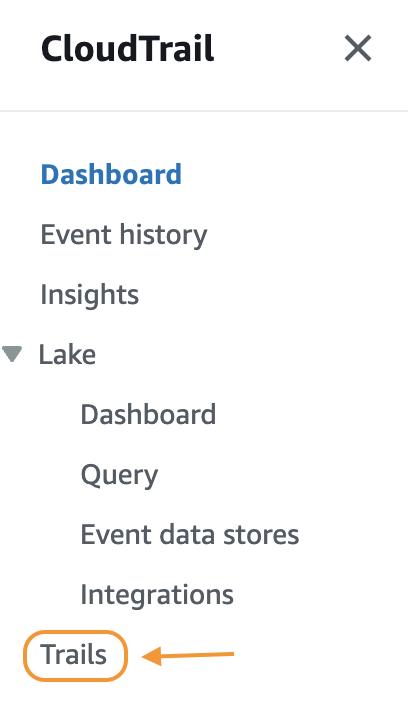 CloudTrail
Dashboard
Event history
Insights
Lake
Dashboard
Query
Event data stores
Integrations
Trails